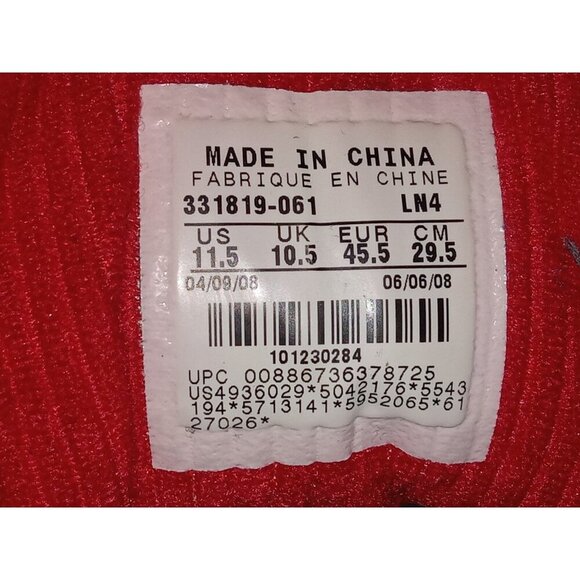 MADE IN CHINA
FABRIQUE EN CHINE
331819-061 LN4
US UK EUR CM
11.5 10.5 45.5 29.5
04/09/08 06/06/08
101230284
UPC 00886736378725
US4936029*5042176*5543
194*5713141*5952065*61
27026*